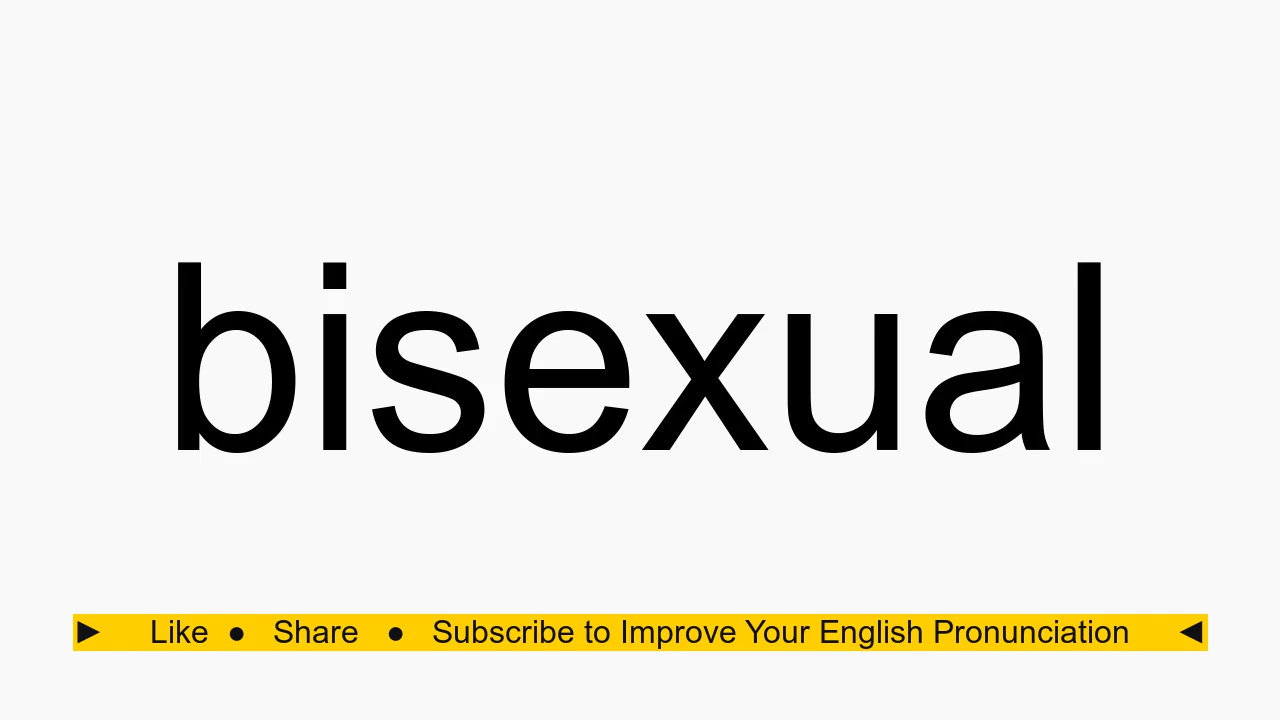 bisexual
► Like ● Share ● Subscribe to Improve Your English Pronunciation ◄